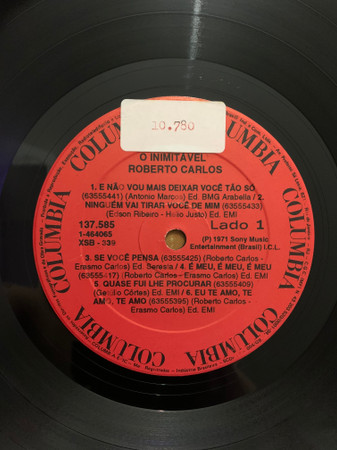 10.780
O INIMITÁVEL
ROBERTO CARLOS
1. E NÃO VOU MAIS DEIXAR VOCÊ TÃO SÓ
(63555441) (Antonio Marcos) Ed. BMG Arabella / 2.
NINGUÉM VAI TIRAR VOCÊ DE MIM (63555433)
(Edson Ribeiro - Helio Justo) Ed. EMI
137.585 Lado 1
1-464065
XSB - 339
(P) 1971 Sony Music
Entertainment (Brasil) I.C.L.
3. SE VOCÊ PENSA (63555425) (Roberto Carlos -
Erasmo Carlos) Ed. Beresia / 4. É MEU, É MEU, É MEU
(63555417) (Roberto Carlos - Erasmo Carlos) Ed. EMI
5. QUASE FUI LHE PROCURAR (63555409)
(Getúlio Côrtes) Ed. EMI / 6. EU TE AMO, TE
AMO, TE AMO (63555395) (Roberto Carlos -
Erasmo Carlos) Ed. EMI
COLUMBIA
COLUMBIA
COLUMBIA
COLUMBIA
COLUMBIA
COLUMBIA